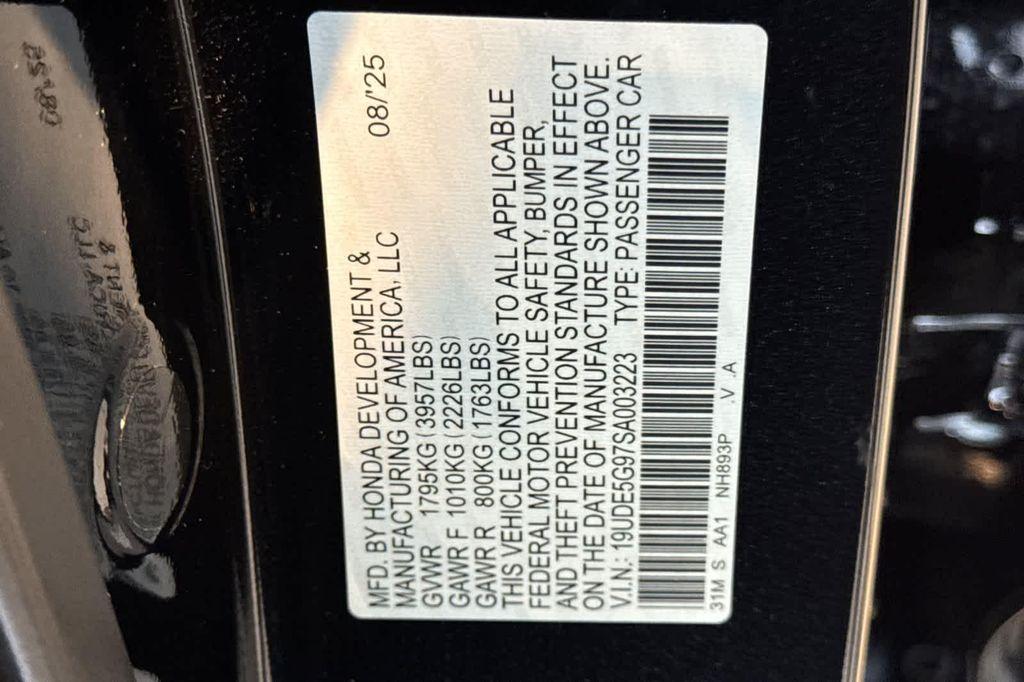 MFD. BY HONDA DEVELOPMENT & 08/'25
MANUFACTURING OF AMERICA, LLC
GVWR 1795KG (3957LBS)
GAWR F 1010KG (2226LBS)
GAWR R 800KG (1763LBS)
THIS VEHICLE CONFORMS TO ALL APPLICABLE
FEDERAL MOTOR VEHICLE SAFETY, BUMPER,
AND THEFT PREVENTION STANDARDS IN EFFECT
ON THE DATE OF MANUFACTURE SHOWN ABOVE.
V.I.N.: 19UDE5G97SA003223 TYPE: PASSENGER CAR
31M S AA1 NH893P .V .A